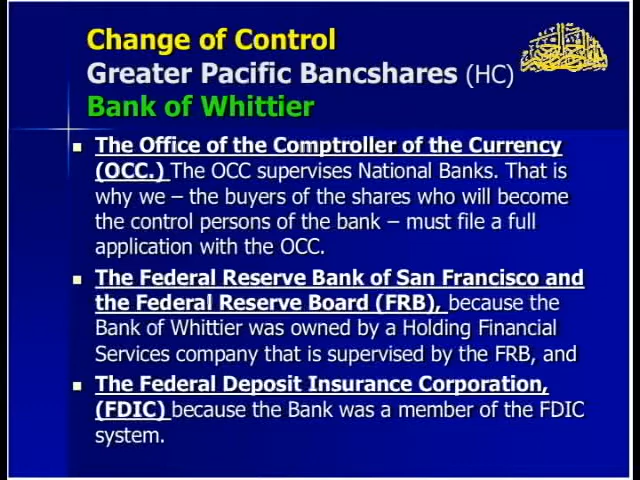 Change of Control
Greater Pacific Bancshares (HC)
Bank of Whittier
The Office of the Comptroller of the Currency
(OCC.) The OCC supervises National Banks. That is
why we – the buyers of the shares who will become
the control persons of the bank – must file a full
application with the OCC.
The Federal Reserve Bank of San Francisco and
the Federal Reserve Board (FRB), because the
Bank of Whittier was owned by a Holding Financial
Services company that is supervised by the FRB, and
The Federal Deposit Insurance Corporation,
(FDIC) because the Bank was a member of the FDIC
system.